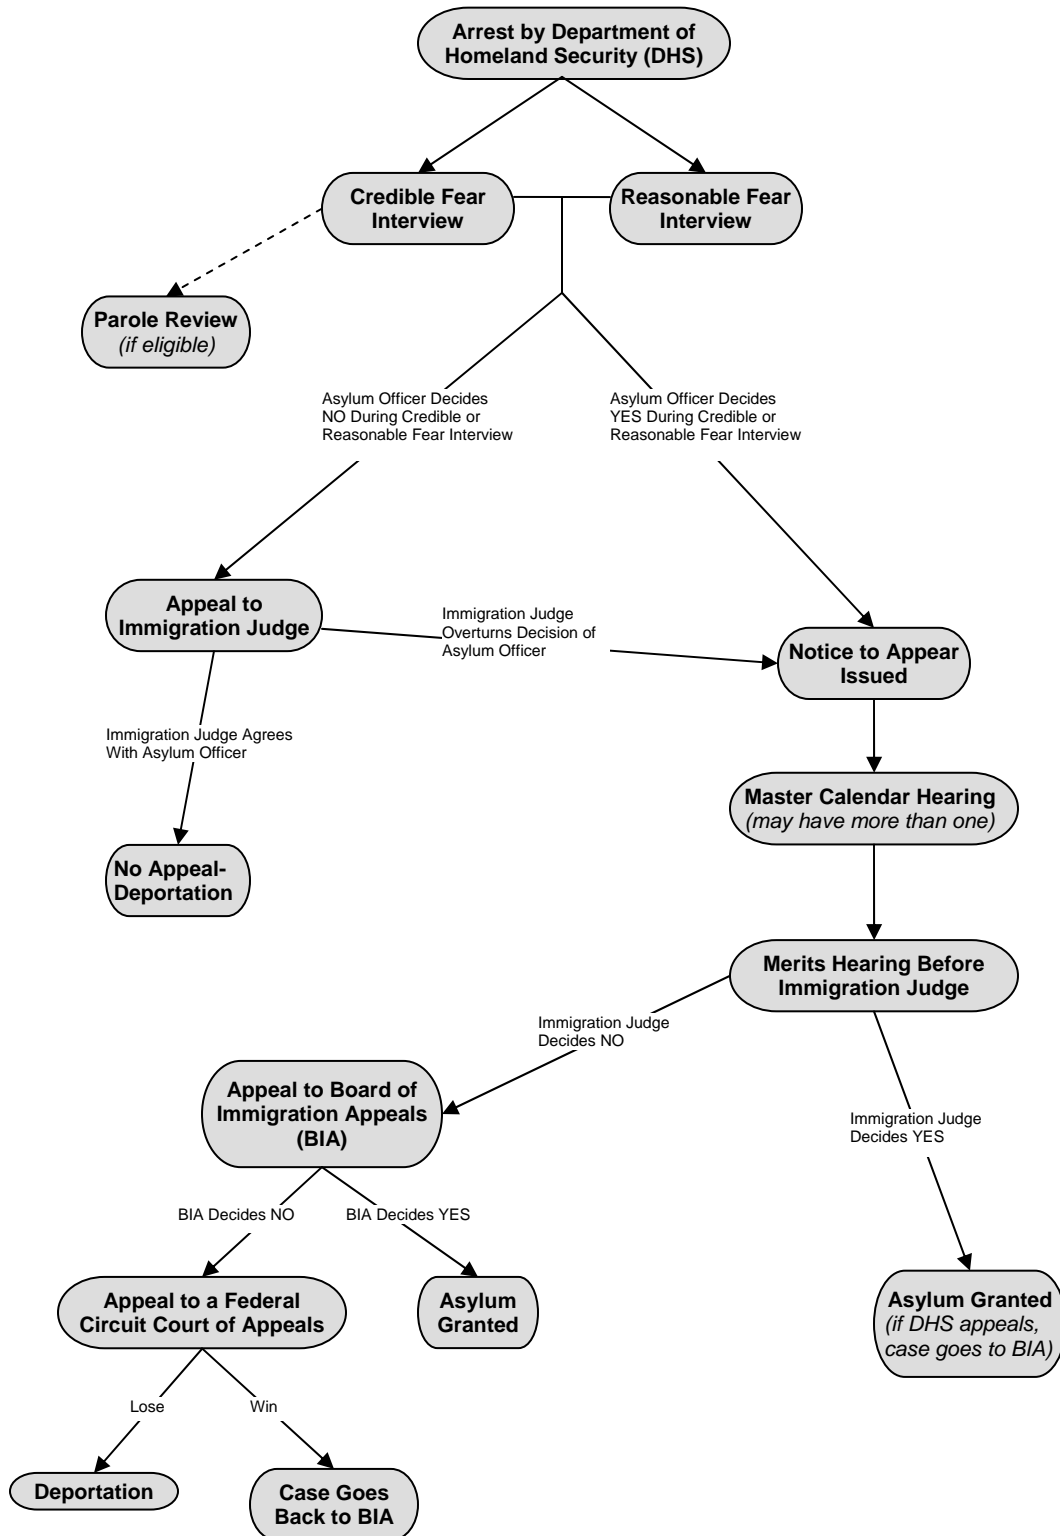 Arrest by Department of
Homeland Security (DHS)
Credible Fear
Interview
Reasonable Fear
Interview
Parole Review
(if eligible)
Asylum Officer Decides
NO During Credible or
Reasonable Fear Interview
Asylum Officer Decides
YES During Credible or
Reasonable Fear Interview
Appeal to
Immigration Judge
Immigration Judge
Overturns Decision of
Asylum Officer
Notice to Appear
Issued
Immigration Judge Agrees
With Asylum Officer
Master Calendar Hearing
(may have more than one)
No Appeal-
Deportation
Merits Hearing Before
Immigration Judge
Immigration Judge
Decides NO
Appeal to Board of
Immigration Appeals
(BIA)
Immigration Judge
Decides YES
BIA Decides NO
BIA Decides YES
Appeal to a Federal
Circuit Court of Appeals
Asylum
Granted
Asylum Granted
(if DHS appeals,
case goes to BIA)
Lose
Win
Deportation
Case Goes
Back to BIA